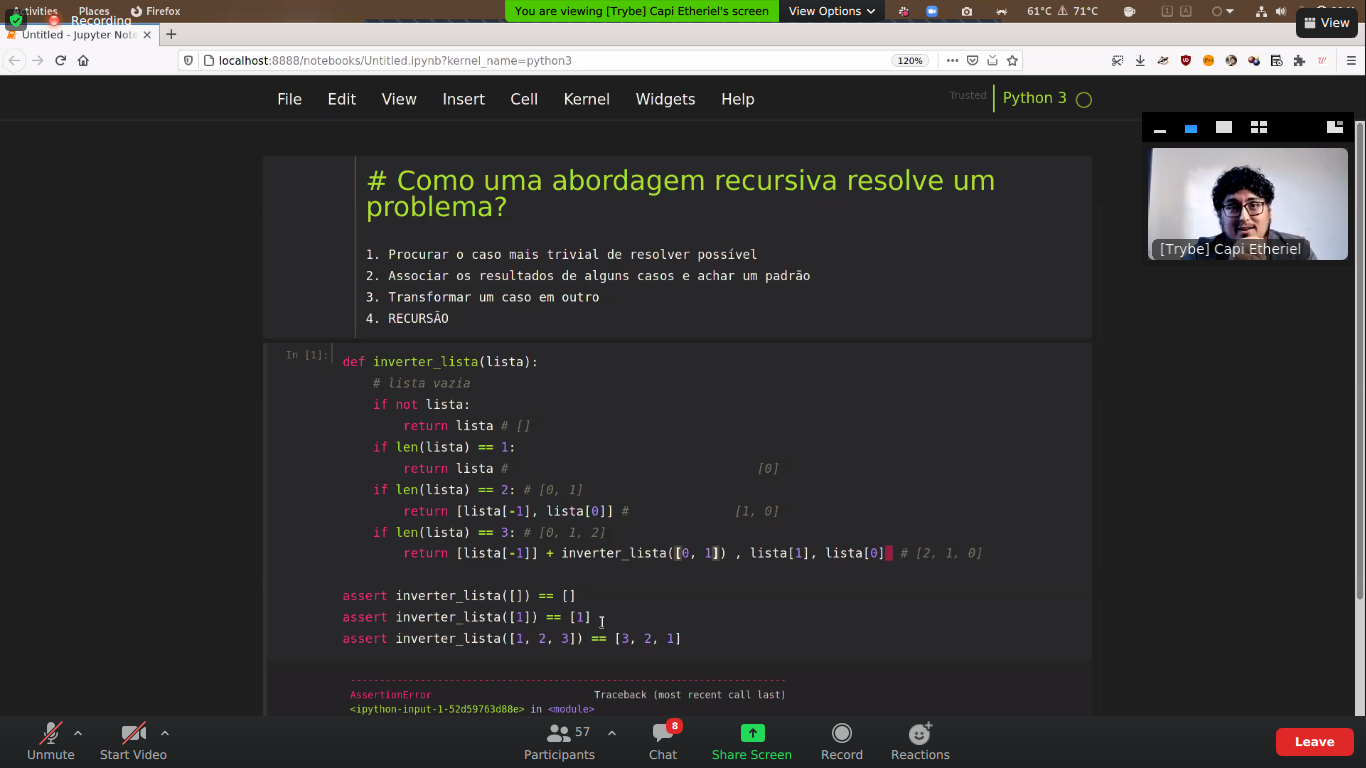 Activities
Places
Firefox
Recording
You are viewing [Trybe] Capi Etheriel's screen
View Options
61°C
71°C
View
Untitled - Jupyter Note
localhost:8888/notebooks/Untitled.ipynb?kernel_name=python3
120%
File Edit View Insert Cell Kernel Widgets Help
Trusted
Python 3
# Como uma abordagem recursiva resolve um
problema?
1. Procurar o caso mais trivial de resolver possível
2. Associar os resultados de alguns casos e achar um padrão
3. Transformar um caso em outro
4. RECURSÃO
[Trybe] Capi Etheriel
In [1]:
def inverter_lista(lista):
# lista vazia
if not lista:
return lista # []
if len(lista) == 1:
return lista # [0]
if len(lista) == 2: # [0, 1]
return [lista[-1], lista[0]] # [1, 0]
if len(lista) == 3: # [0, 1, 2]
return [lista[-1]] + inverter_lista([0, 1]) , lista[1], lista[0] # [2, 1, 0]
assert inverter_lista([]) == []
assert inverter_lista([1]) == [1]
assert inverter_lista([1, 2, 3]) == [3, 2, 1]
AssertionError Traceback (most recent call last)
<ipython-input-1-52d59763d88e> in <module>
Unmute
Start Video
Participants
57
Chat
8
Share Screen
Record
Reactions
Leave